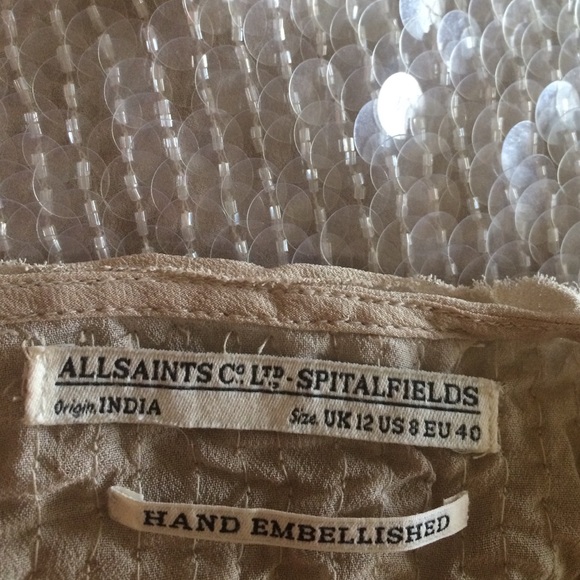 ALLSAINTS Cº. LTD.-SPITALFIELDS
Origin. INDIA Size. UK 12 US 8 EU 40
HAND EMBELLISHED